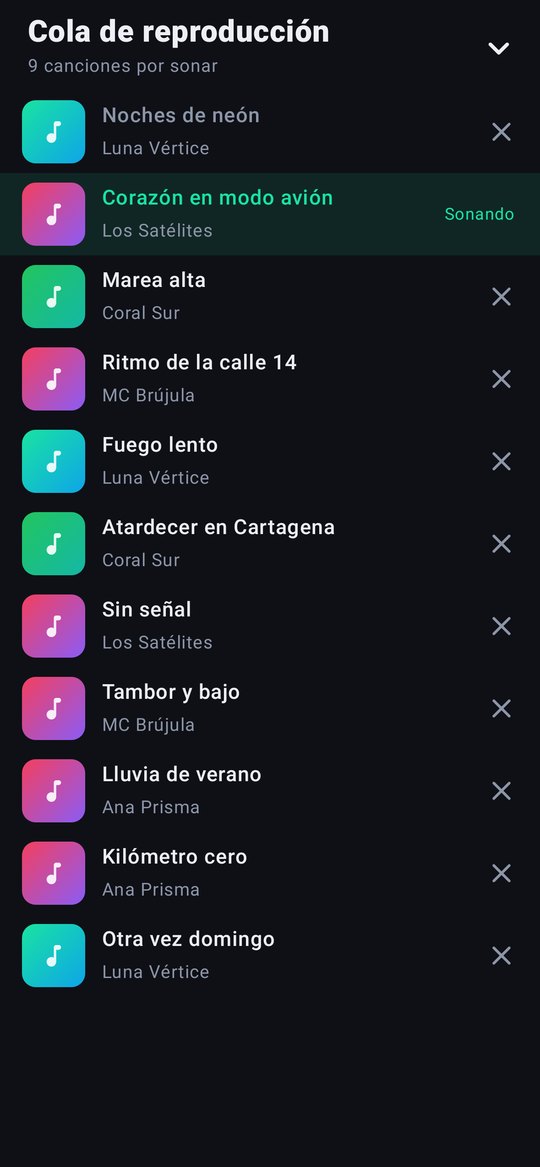 Cola de reproducción
9 canciones por sonar
Noches de neón
Luna Vértice
Corazón en modo avión
Los Satélites
Sonando
Marea alta
Coral Sur
Ritmo de la calle 14
MC Brújula
Fuego lento
Luna Vértice
Atardecer en Cartagena
Coral Sur
Sin señal
Los Satélites
Tambor y bajo
MC Brújula
Lluvia de verano
Ana Prisma
Kilómetro cero
Ana Prisma
Otra vez domingo
Luna Vértice